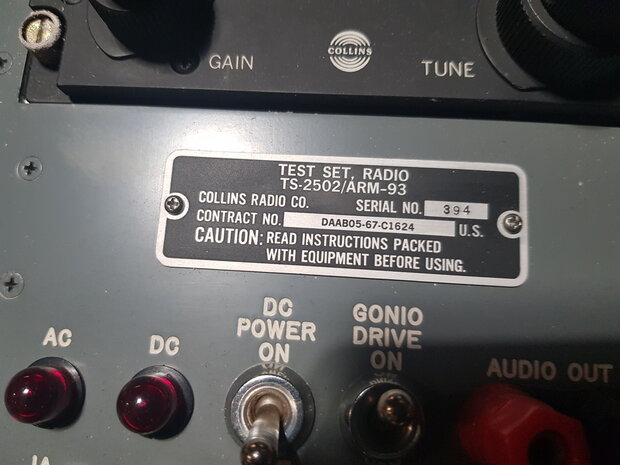 GAIN
COLLINS
TUNE
TEST SET, RADIO
TS-2502/ARM-93
COLLINS RADIO CO. SERIAL NO. 394
CONTRACT NO. DAAB05-67-C1624 U.S.
CAUTION: READ INSTRUCTIONS PACKED
WITH EQUIPMENT BEFORE USING.
AC
DC
DC
POWER
ON
GONIO
DRIVE
ON
AUDIO OUT
1A